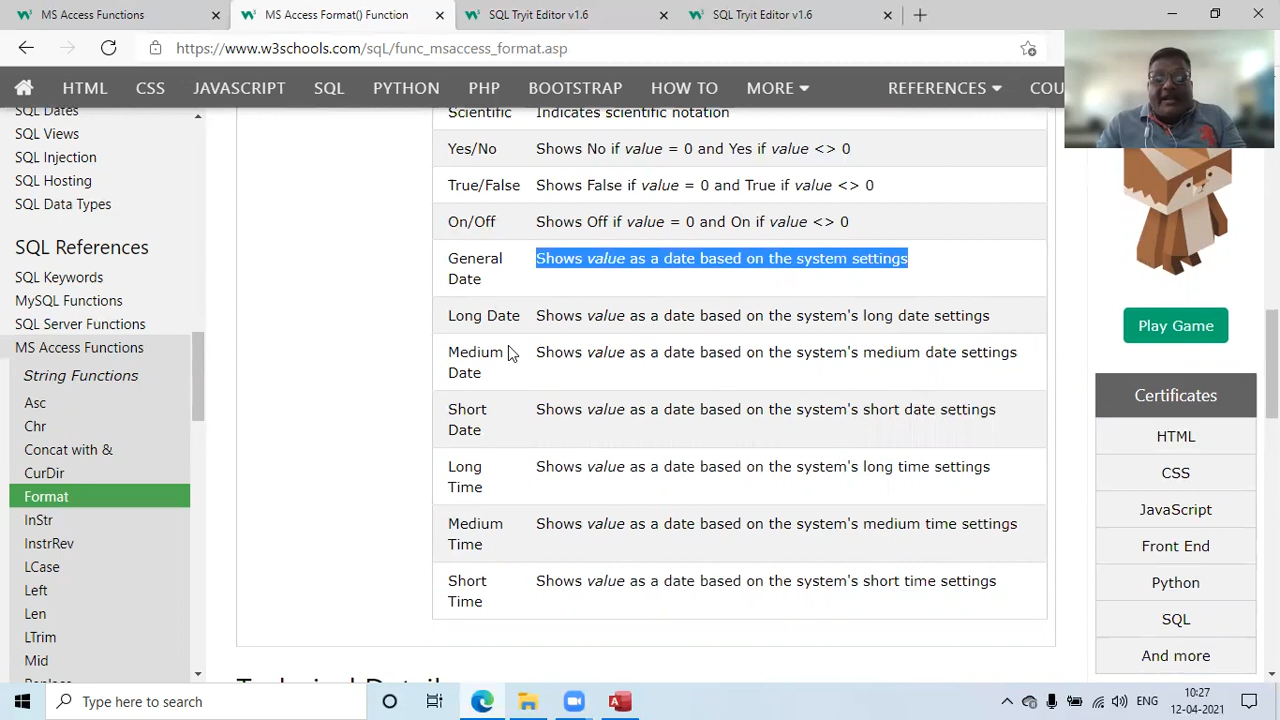 MS Access Functions
MS Access Format() Function
SQL Tryit Editor v1.6
SQL Tryit Editor v1.6
https://www.w3schools.com/sqL/func_msaccess_format.asp
HTML CSS JAVASCRIPT SQL PYTHON PHP BOOTSTRAP HOW TO MORE REFERENCES COU
SQL Dates
SQL Views
SQL Injection
SQL Hosting
SQL Data Types
SQL References
SQL Keywords
MySQL Functions
SQL Server Functions
MS Access Functions
String Functions
Asc
Chr
Concat with &
CurDir
Format
InStr
InstrRev
LCase
Left
Len
LTrim
Mid
Scientific Indicates scientific notation
Yes/No Shows No if value = 0 and Yes if value <> 0
True/False Shows False if value = 0 and True if value <> 0
On/Off Shows Off if value = 0 and On if value <> 0
General Shows value as a date based on the system settings
Date
Long Date Shows value as a date based on the system's long date settings
Medium Shows value as a date based on the system's medium date settings
Date
Short Shows value as a date based on the system's short date settings
Date
Long Shows value as a date based on the system's long time settings
Time
Medium Shows value as a date based on the system's medium time settings
Time
Short Shows value as a date based on the system's short time settings
Time
Technical Detail
Play Game
Certificates
HTML
CSS
JavaScript
Front End
Python
SQL
And more
Type here to search
ENG
10:27
12-04-2021